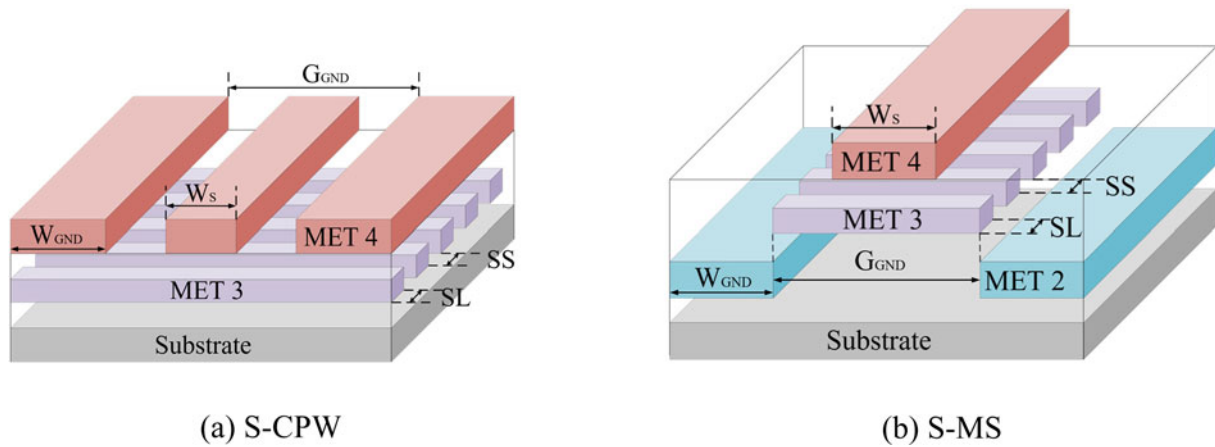 GGND
WS
WGND
MET 4
SS
MET 3
SL
Substrate
(a) S-CPW
WS
MET 4
SS
MET 3
SL
GGND
WGND
MET 2
Substrate
(b) S-MS